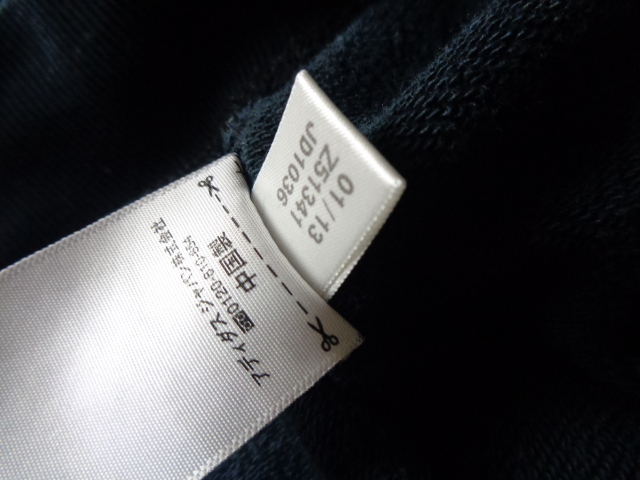 01/13
Z51341
JD1036
中国製
0120-810-654
アディダスジャパン株式会社